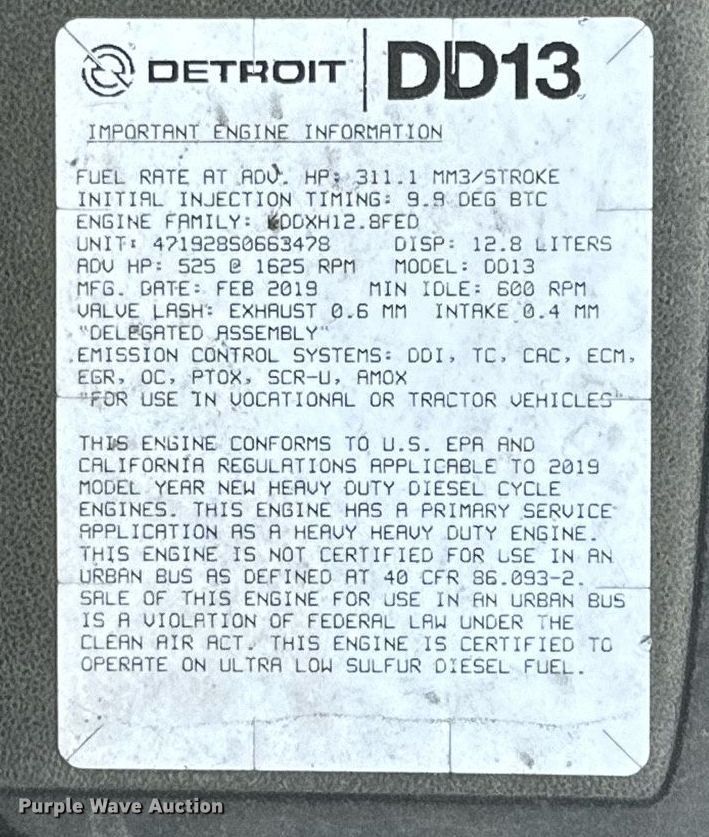 DETROIT DD13
IMPORTANT ENGINE INFORMATION
FUEL RATE AT ADV. HP: 311.1 MM3/STROKE
INITIAL INJECTION TIMING: 9.9 DEG BTC
ENGINE FAMILY: KDDXH12.8FED
UNIT: 471928S0663478 DISP: 12.8 LITERS
ADV HP: 525 @ 1625 RPM MODEL: DD13
MFG. DATE: FEB 2019 MIN IDLE: 600 RPM
VALVE LASH: EXHAUST 0.6 MM INTAKE 0.4 MM
"DELEGATED ASSEMBLY"
EMISSION CONTROL SYSTEMS: DDI, TC, CAC, ECM,
EGR, OC, PTOX, SCR-U, AMOX
"FOR USE IN VOCATIONAL OR TRACTOR VEHICLES"
THIS ENGINE CONFORMS TO U.S. EPA AND
CALIFORNIA REGULATIONS APPLICABLE TO 2019
MODEL YEAR NEW HEAVY DUTY DIESEL CYCLE
ENGINES. THIS ENGINE HAS A PRIMARY SERVICE
APPLICATION AS A HEAVY HEAVY DUTY ENGINE.
THIS ENGINE IS NOT CERTIFIED FOR USE IN AN
URBAN BUS AS DEFINED AT 40 CFR 86.093-2.
SALE OF THIS ENGINE FOR USE IN AN URBAN BUS
IS A VIOLATION OF FEDERAL LAW UNDER THE
CLEAN AIR ACT. THIS ENGINE IS CERTIFIED TO
OPERATE ON ULTRA LOW SULFUR DIESEL FUEL.
Purple Wave Auction